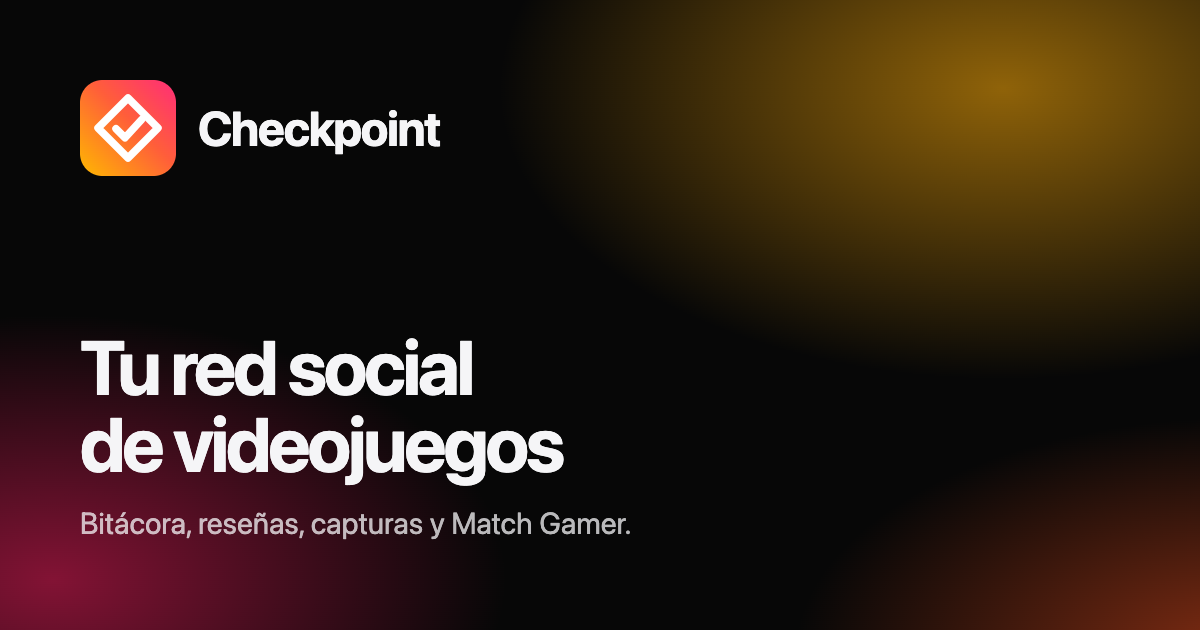 Checkpoint
Tu red social
de videojuegos
Bitácora, reseñas, capturas y Match Gamer.